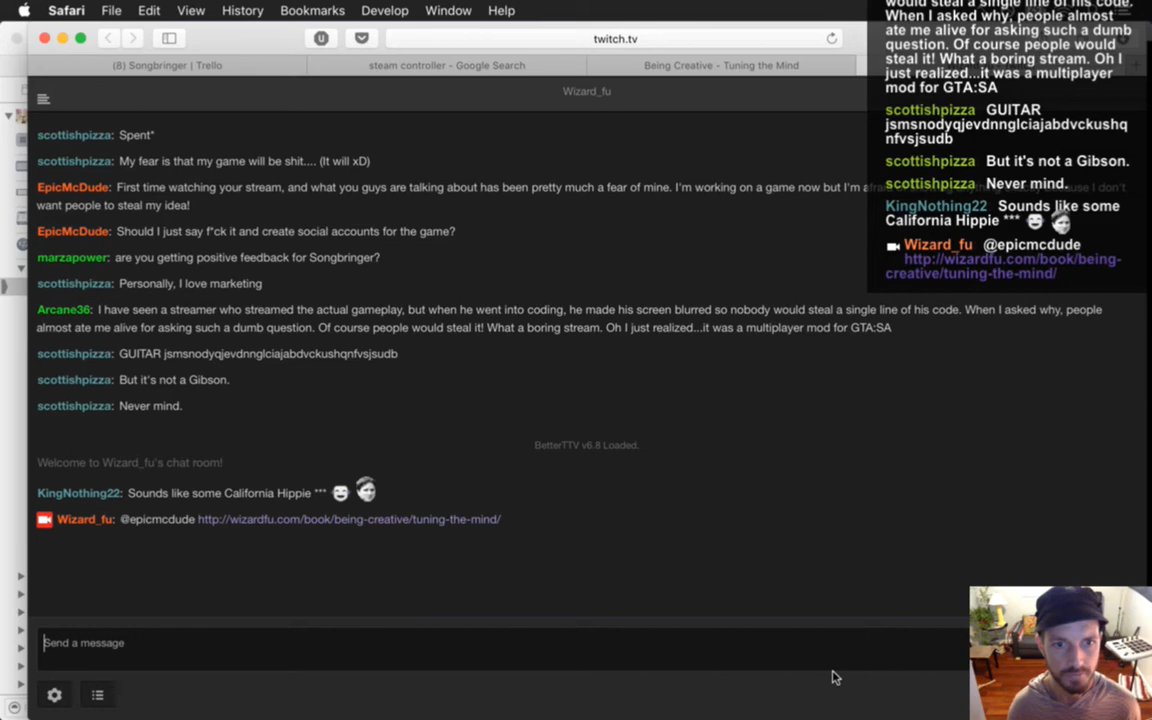 Safari File Edit View History Bookmarks Develop Window Help
twitch.tv
(8) Songbringer | Trello
steam controller - Google Search
Being Creative - Tuning the Mind
Wizard_fu
scottishpizza: Spent*
scottishpizza: My fear is that my game will be shit.... (It will xD)
EpicMcDude: First time watching your stream, and what you guys are talking about has been pretty much a fear of mine. I'm working on a game now but I'm
want people to steal my idea!
EpicMcDude: Should I just say f*ck it and create social accounts for the game?
marzapower: are you getting positive feedback for Songbringer?
scottishpizza: Personally, I love marketing
Arcane36: I have seen a streamer who streamed the actual gameplay, but when he went into coding, he made his screen blurred so nobody would steal a single line of his code. When I asked why, people
almost ate me alive for asking such a dumb question. Of course people would steal it! What a boring stream. Oh I just realized...it was a multiplayer mod for GTA:SA
scottishpizza: GUITAR jsmsnodyqjevdnnglciajabdvckushqnfvsjsudb
scottishpizza: But it's not a Gibson.
scottishpizza: Never mind.
BetterTTV v6.8 Loaded.
Welcome to Wizard_fu's chat room!
KingNothing22: Sounds like some California Hippie ***
Wizard_fu: @epicmcdude http://wizardfu.com/book/being-creative/tuning-the-mind/
Send a message
would steal a single line of his code.
When I asked why, people almost
ate me alive for asking such a dumb
question. Of course people would
steal it! What a boring stream. Oh I
just realized...it was a multiplayer
mod for GTA:SA
scottishpizza GUITAR
jsmsnodyqjevdnnglciajabdvckushq
nfvsjsudb
scottishpizza But it's not a Gibson.
scottishpizza Never mind.
KingNothing22 Sounds like some
California Hippie ***
Wizard_fu @epicmcdude
http://wizardfu.com/book/being-
creative/tuning-the-mind/